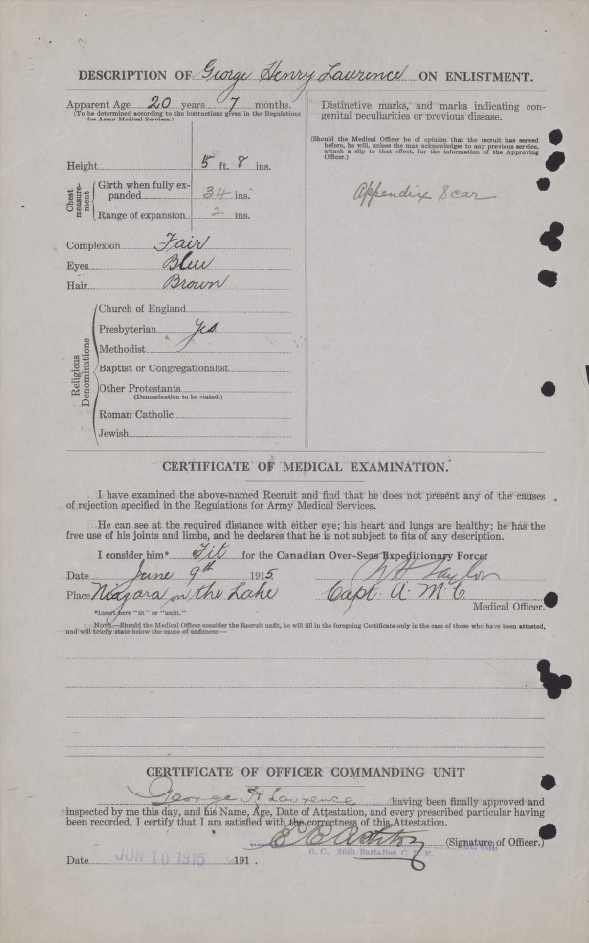 DESCRIPTION OF George Henry Lawrence ON ENLISTMENT.
Apparent Age 20 years 7 months.
(To be determined according to the instructions given in the Regulations for Army Medical Services.)
Height 5 ft. 8 ins.
Chest measurement
Girth when fully expanded 34 ins.
Range of expansion 2 ins.
Complexion Fair
Eyes Blue
Hair Brown
Religious Denominations
Church of England
Presbyterian Yes
Methodist
Baptist or Congregationalist
Other Protestants
(Denomination to be stated.)
Roman Catholic
Jewish
Distinctive marks, and marks indicating con-
genital peculiarities or previous disease.
(Should the Medical Officer be of opinion that the recruit has served
before, he will, unless the man acknowledges to any previous service,
attach a slip to that effect, for the information of the Approving
Officer.)
Appendix Scar
CERTIFICATE OF MEDICAL EXAMINATION.
I have examined the above-named Recruit and find that he does not present any of the causes
of rejection specified in the Regulations for Army Medical Services.
He can see at the required distance with either eye; his heart and lungs are healthy; he has the
free use of his joints and limbs, and he declares that he is not subject to fits of any description.
I consider him* Fit for the Canadian Over-Seas Expeditionary Force
Date June 9th 1915. W H Taylor
Place Niagara on the Lake Capt. A. M. C
Medical Officer.
*Insert here "fit" or "unfit."
NOTE.—Should the Medical Officer consider the Recruit unfit, he will fill in the foregoing Certificate only in the case of those who have been attested,
and will briefly state below the cause of unfitness:—
CERTIFICATE OF OFFICER COMMANDING UNIT
George H Lawrence having been finally approved and
inspected by me this day, and his Name, Age, Date of Attestation, and every prescribed particular having
been recorded, I certify that I am satisfied with the correctness of this Attestation.
(Signature of Officer.)
O. C. 36th Battalion C. E. F.
Date JUN 10 1915 191 .